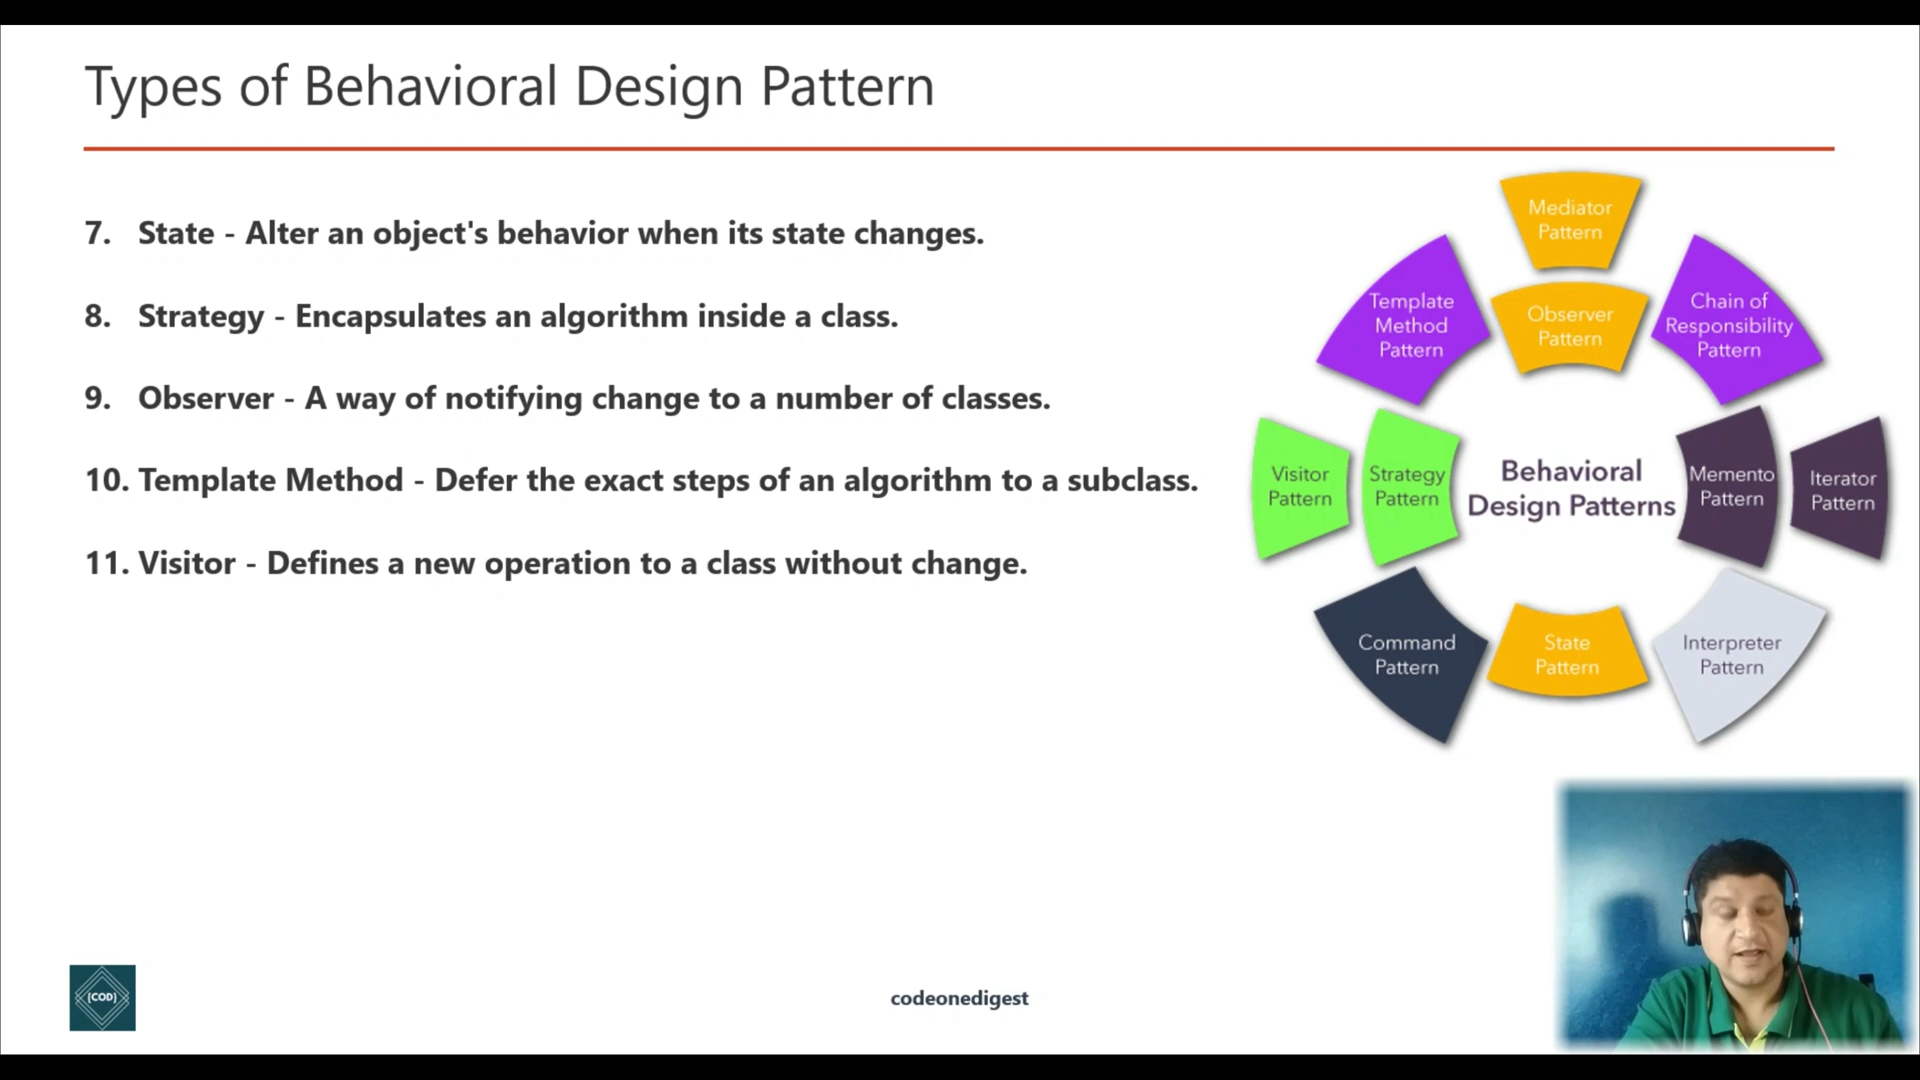 Types of Behavioral Design Pattern
7. State - Alter an object's behavior when its state changes.
8. Strategy - Encapsulates an algorithm inside a class.
9. Observer - A way of notifying change to a number of classes.
10. Template Method - Defer the exact steps of an algorithm to a subclass.
11. Visitor - Defines a new operation to a class without change.
Mediator
Pattern
Template
Method
Pattern
Observer
Pattern
Chain of
Responsibility
Pattern
Visitor
Pattern
Strategy
Pattern
Behavioral
Design Patterns
Memento
Pattern
Iterator
Pattern
Command
Pattern
State
Pattern
Interpreter
Pattern
{COD}
codeonedigest